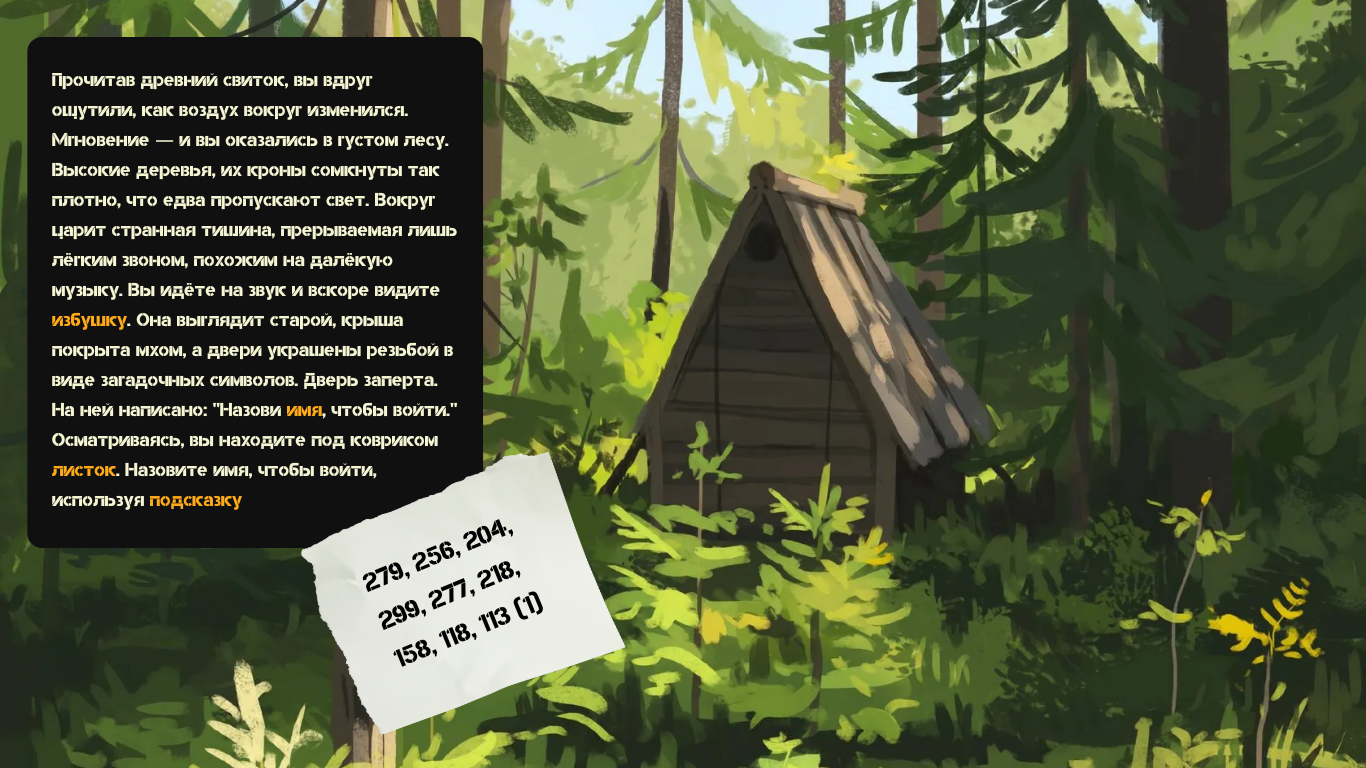 Прочитав древний свиток, вы вдруг
ощутили, как воздух вокруг изменился.
Мгновение — и вы оказались в густом лесу.
Высокие деревья, их кроны сомкнуты так
плотно, что едва пропускают свет. Вокруг
царит странная тишина, прерываемая лишь
лёгким звоном, похожим на далёкую
музыку. Вы идёте на звук и вскоре видите
избушку. Она выглядит старой, крыша
покрыта мхом, а двери украшены резьбой в
виде загадочных символов. Дверь заперта.
На ней написано: "Назови имя, чтобы войти."
Осматриваясь, вы находите под ковриком
листок. Назовите имя, чтобы войти,
используя подсказку
279, 256, 204,
299, 277, 218,
158, 118, 113 (1)